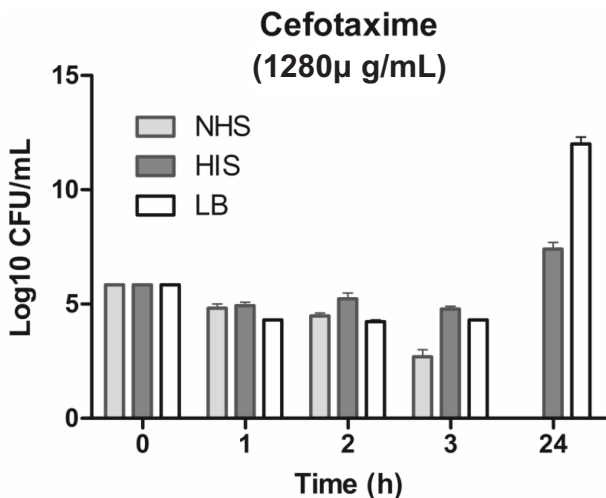 Cefotaxime
(1280µ g/mL)
15
NHS
HIS
LB
10
5
0
Log10 CFU/mL
0 1 2 3 24
Time (h)